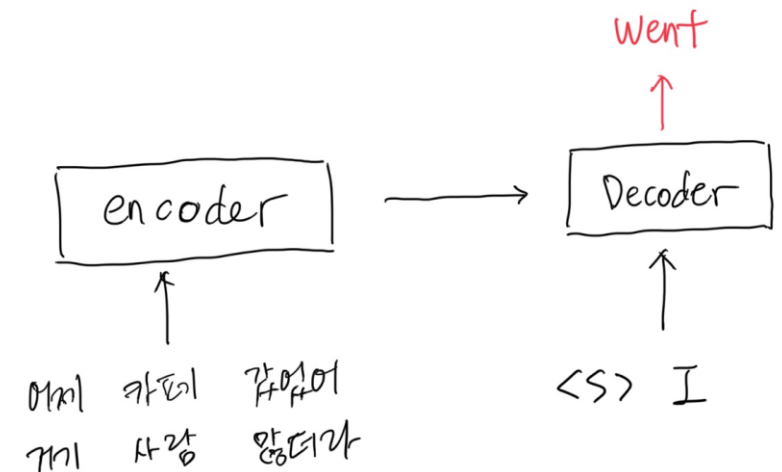 Went
encoder
Decoder
어제 카페 갔었어
거기 사람 많더라
<S> I